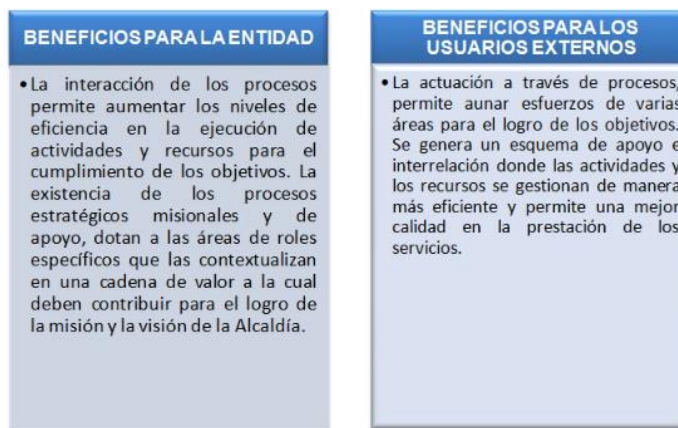 BENEFICIOS PARA LA ENTIDAD
•La interacción de los procesos
permite aumentar los niveles de
eficiencia en la ejecución de
actividades y recursos para el
cumplimiento de los objetivos. La
existencia de los procesos
estratégicos misionales y de
apoyo, dotan a las áreas de roles
específicos que las contextualizan
en una cadena de valor a la cual
deben contribuir para el logro de
la misión y la visión de la Alcaldía.
BENEFICIOS PARA LOS
USUARIOS EXTERNOS
•La actuación a través de procesos,
permite aunar esfuerzos de varias
áreas para el logro de los objetivos.
Se genera un esquema de apoyo e
interrelación donde las actividades y
los recursos se gestionan de manera
más eficiente y permite una mejor
calidad en la prestación de los
servicios.